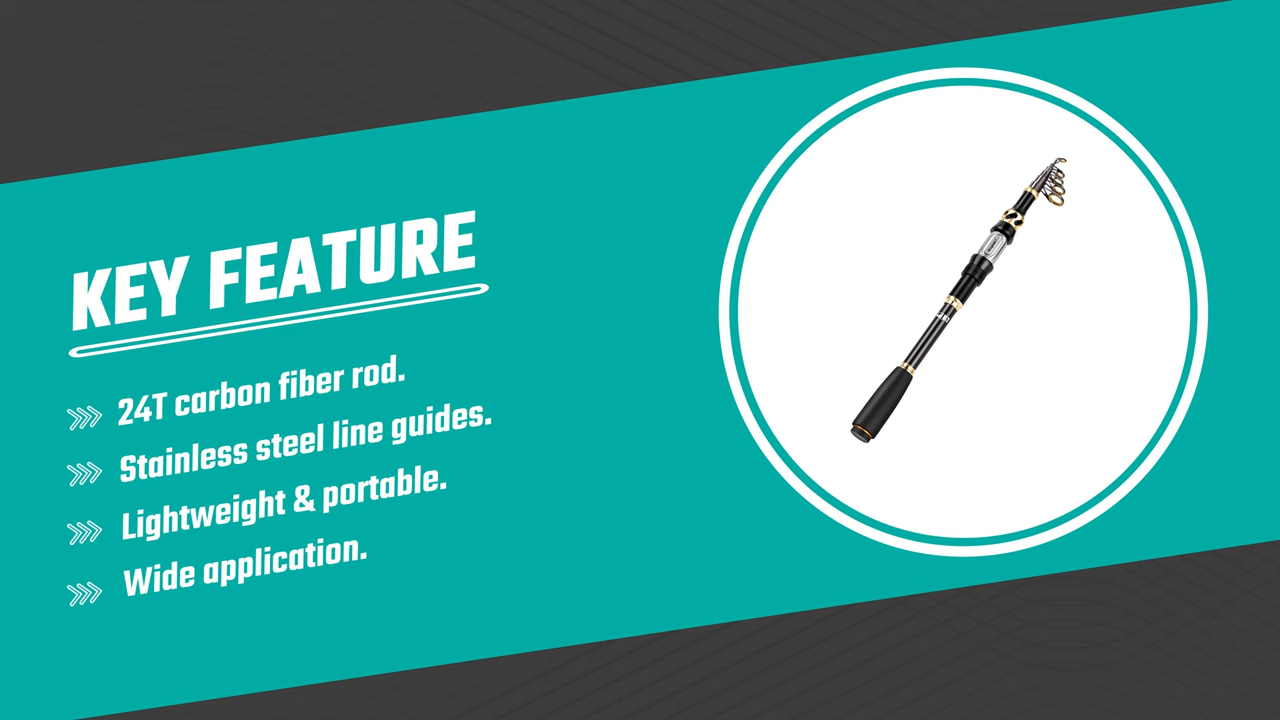 KEY FEATURE
24T carbon fiber rod.
Stainless steel line guides.
Lightweight & portable.
Wide application.